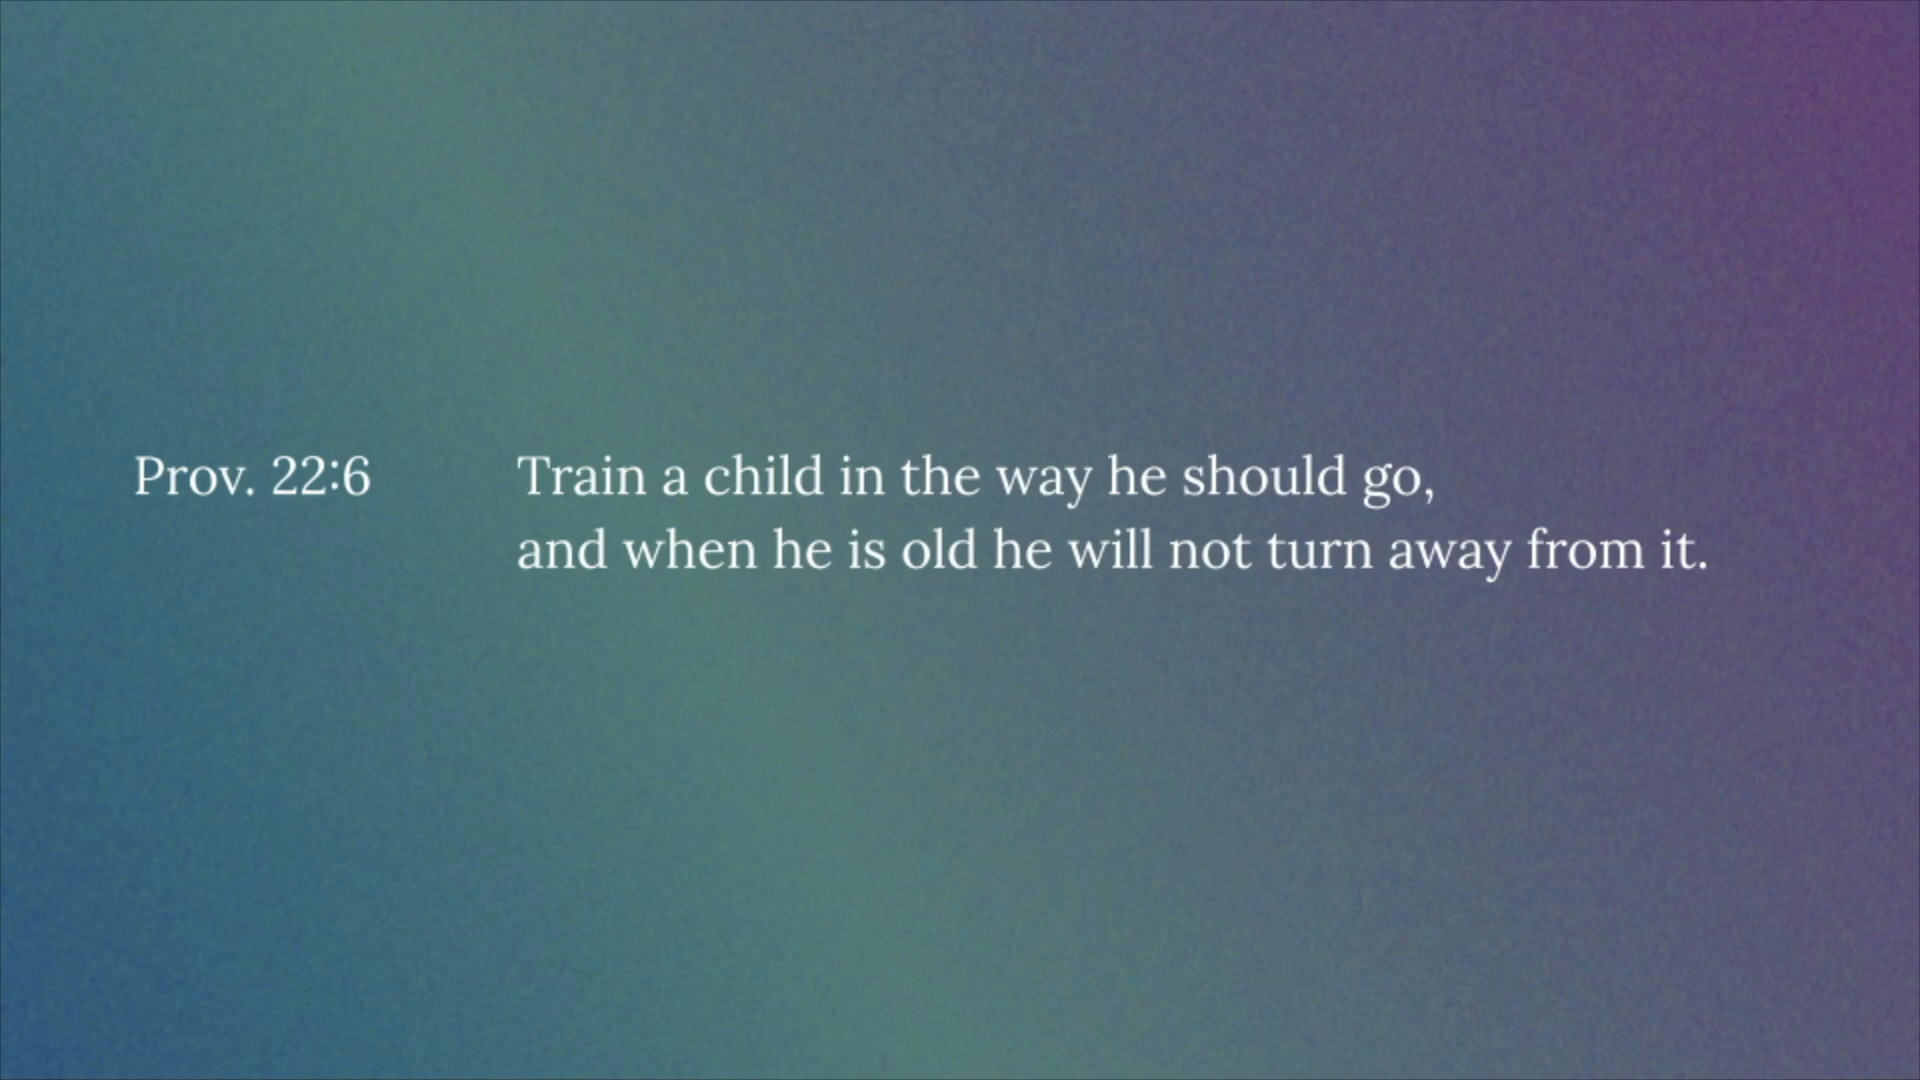 Prov. 22:6 Train a child in the way he should go,
and when he is old he will not turn away from it.